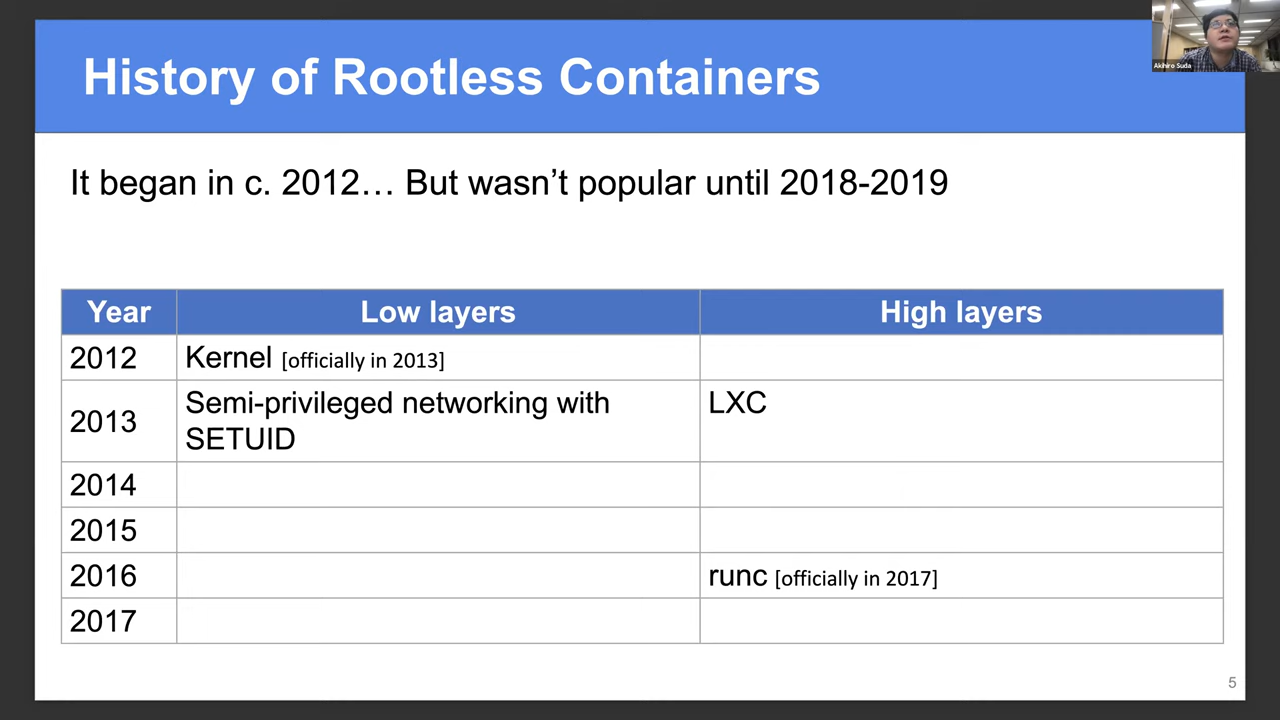 History of Rootless Containers
Akihiro Suda
It began in c. 2012… But wasn’t popular until 2018-2019
Year Low layers High layers
2012 Kernel [officially in 2013]
2013 Semi-privileged networking with SETUID LXC
2014
2015
2016 runc [officially in 2017]
2017
5